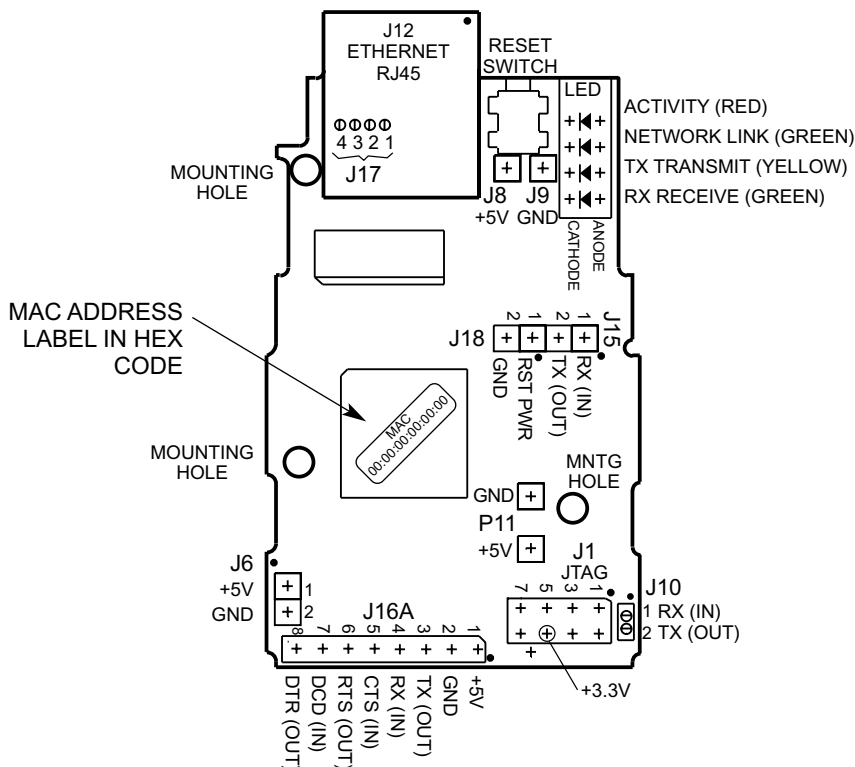 J12
ETHERNET
RJ45
4 3 2 1
J17
RESET
SWITCH
LED
ACTIVITY (RED)
NETWORK LINK (GREEN)
TX TRANSMIT (YELLOW)
RX RECEIVE (GREEN)
MOUNTING
HOLE
J8
J9
+5V
GND
CATHODE
ANODE
MAC ADDRESS
LABEL IN HEX
CODE
MAC
00:00:00:00:00:00
J18
2
1
2
1
J15
GND
RST PWR
TX (OUT)
RX (IN)
MOUNTING
HOLE
MNTG
HOLE
GND
P11
+5V
J1
JTAG
7 5 3 1
J10
1 RX (IN)
2 TX (OUT)
+3.3V
J6
+5V
1
GND
2
J16A
8 7 6 5 4 3 2 1
DTR (OUT)
DCD (IN)
RTS (OUT)
CTS (IN)
RX (IN)
TX (OUT)
GND
+5V